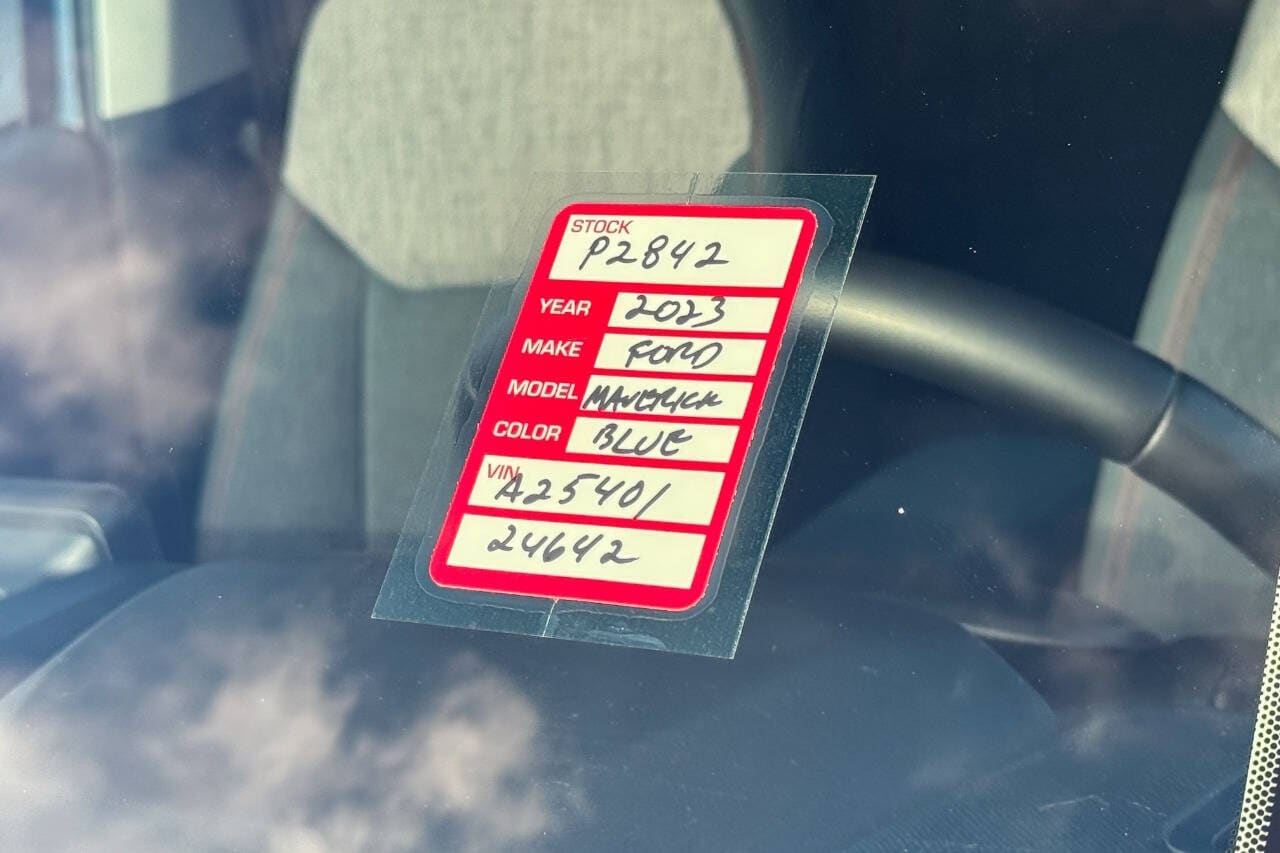 STOCK
P2842
YEAR 2023
MAKE FORD
MODEL MAVERICK
COLOR BLUE
VIN
A25401
24642